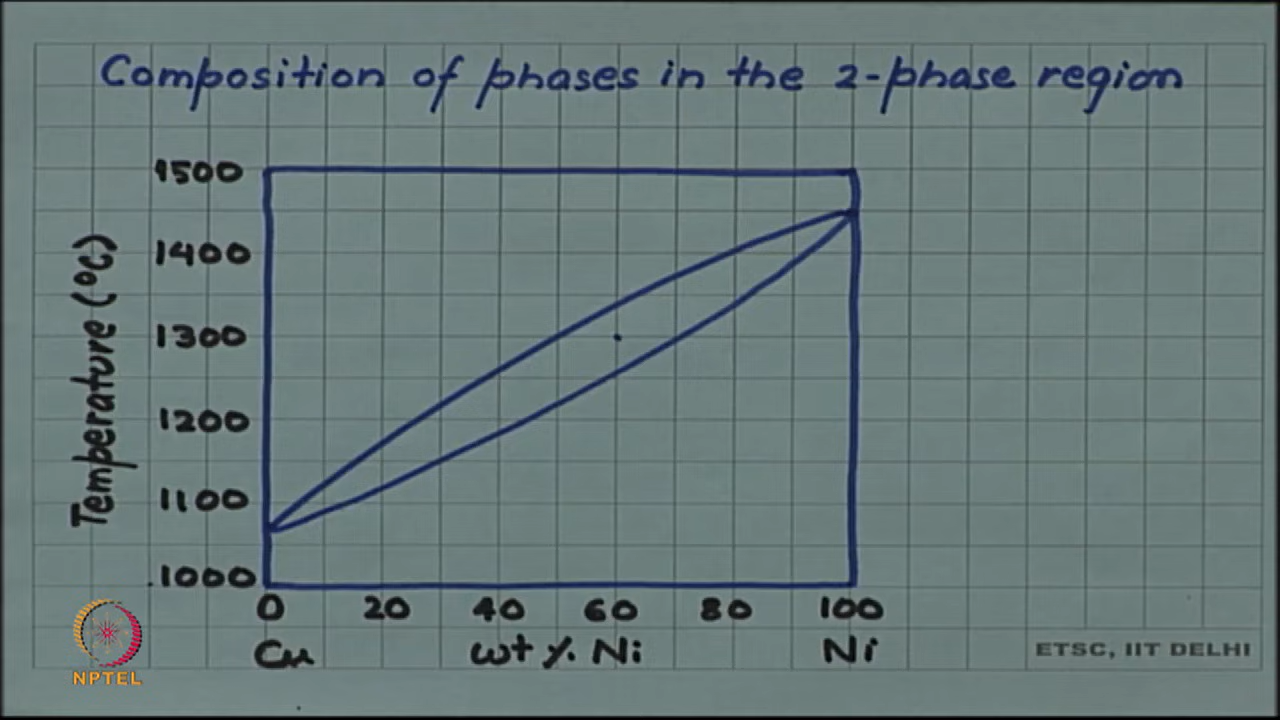 Composition of phases in the 2-phase region
1500
1400
1300
1200
1100
1000
Temperature (°C)
0 20 40 60 80 100
Cu wt %. Ni Ni
NPTEL
ETSC, IIT DELHI